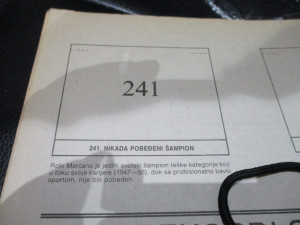 241
241. NIKADA POBEĐENI ŠAMPION
Roki Marčano je jedini svetski šampion teške kategorije koji
u toku svoje karijere (1947—56), dok se profesionalno bavio
sportom, nije bio pobeđen.